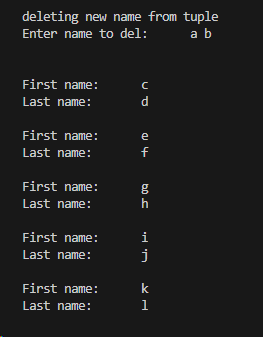 deleting new name from tuple
Enter name to del:      a b
First name:      c
Last name:       d
First name:      e
Last name:       f
First name:      g
Last name:       h
First name:      i
Last name:       j
First name:      k
Last name:       l